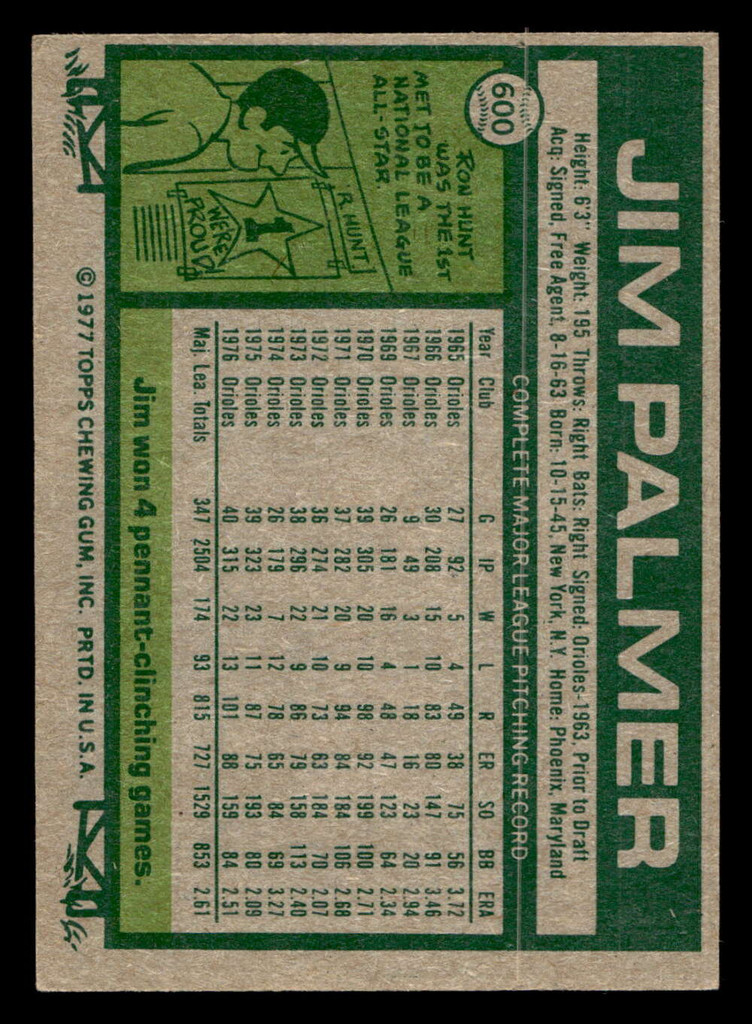 JIM PALMER
Height: 6'3" Weight: 195 Throws: Right Bats: Right Signed: Orioles-1963, Prior to Draft
Acq: Signed, Free Agent, 8-16-63 Born: 10-15-45, New York, N.Y. Home: Phoenix, Maryland
600
COMPLETE MAJOR LEAGUE PITCHING RECORD
RON HUNT
WAS THE 1ST
MET TO BE A
NATIONAL LEAGUE
ALL-STAR.
R. HUNT
1
WE'RE
PROUD!
Year Club G IP W L R ER SO BB ERA
1965 Orioles 27 92 5 4 49 38 75 56 3.72
1966 Orioles 30 208 15 10 83 80 147 91 3.46
1967 Orioles 9 49 3 1 18 16 23 20 2.94
1969 Orioles 26 181 16 4 48 47 123 64 2.34
1970 Orioles 39 305 20 10 98 92 199 100 2.71
1971 Orioles 37 282 20 9 94 84 184 106 2.68
1972 Orioles 36 274 21 10 73 63 184 70 2.07
1973 Orioles 38 296 22 9 86 79 158 113 2.40
1974 Orioles 26 179 7 12 78 65 84 69 3.27
1975 Orioles 39 323 23 11 87 75 193 80 2.09
1976 Orioles 40 315 22 13 101 88 159 84 2.51
Maj. Lea. Totals 347 2504 174 93 815 727 1529 853 2.61
Jim won 4 pennant-clinching games.
© 1977 TOPPS CHEWING GUM, INC. PRTD. IN U.S.A.